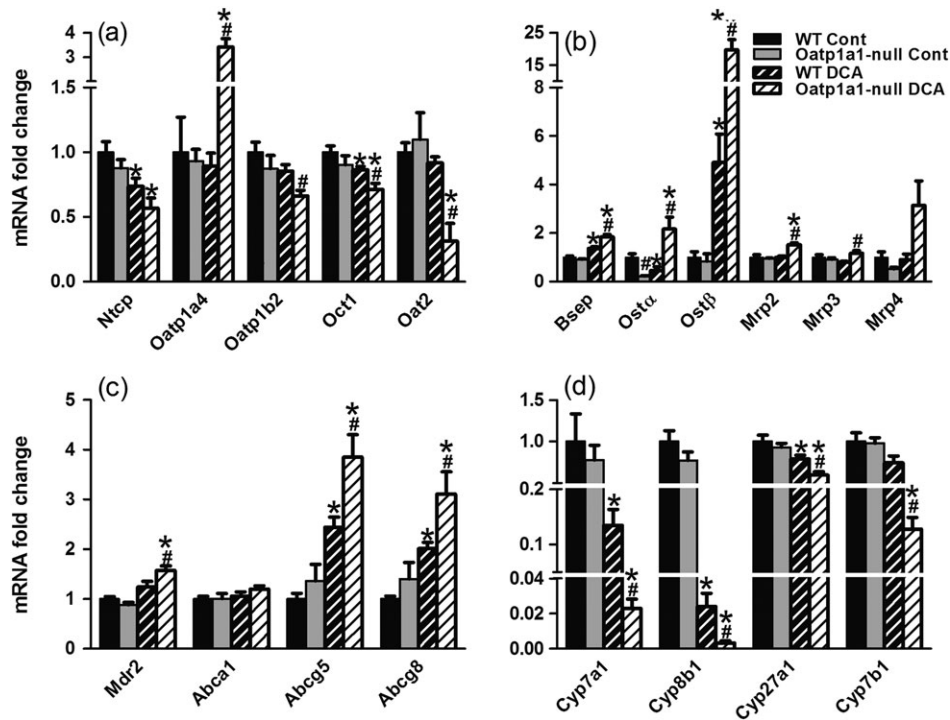 (a)
mRNA fold change
4
3
1.5
1.0
0.5
0.0
* * * # # * * * # * #
Ntcp Oatp1a4 Oatp1b2 Oct1 Oat2
(b)
WT Cont
Oatp1a1-null Cont
WT DCA
Oatp1a1-null DCA
25
20
15
6
4
2
0
* * # # * * # * * # * # #
Bsep Ostα Ostβ Mrp2 Mrp3 Mrp4
(c)
mRNA fold change
5
4
3
2
1
0
* # * * # * * #
Mdr2 Abca1 Abcg5 Abcg8
(d)
1.5
1.0
0.2
0.1
0.04
0.02
0.00
* * # * * # * * # * #
Cyp7a1 Cyp8b1 Cyp27a1 Cyp7b1